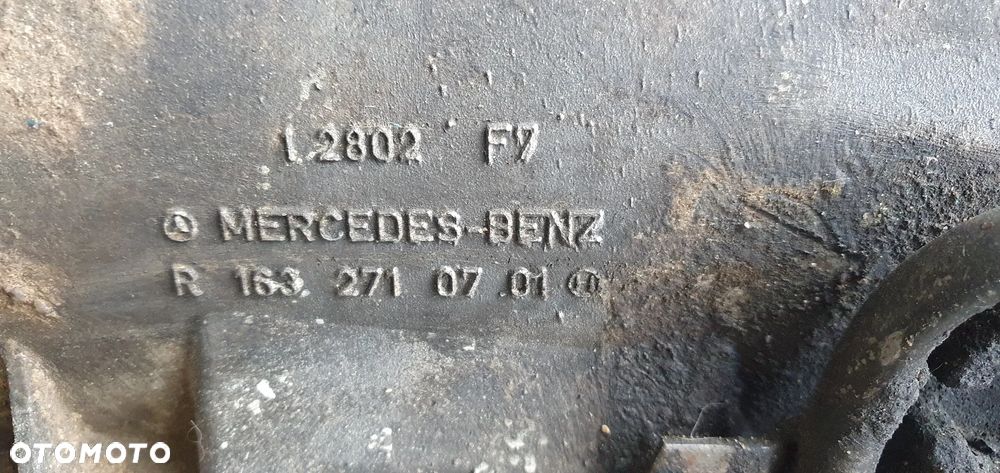 1.2802 F7
MERCEDES-BENZ
R 163 271 07 01
OTOMOTO